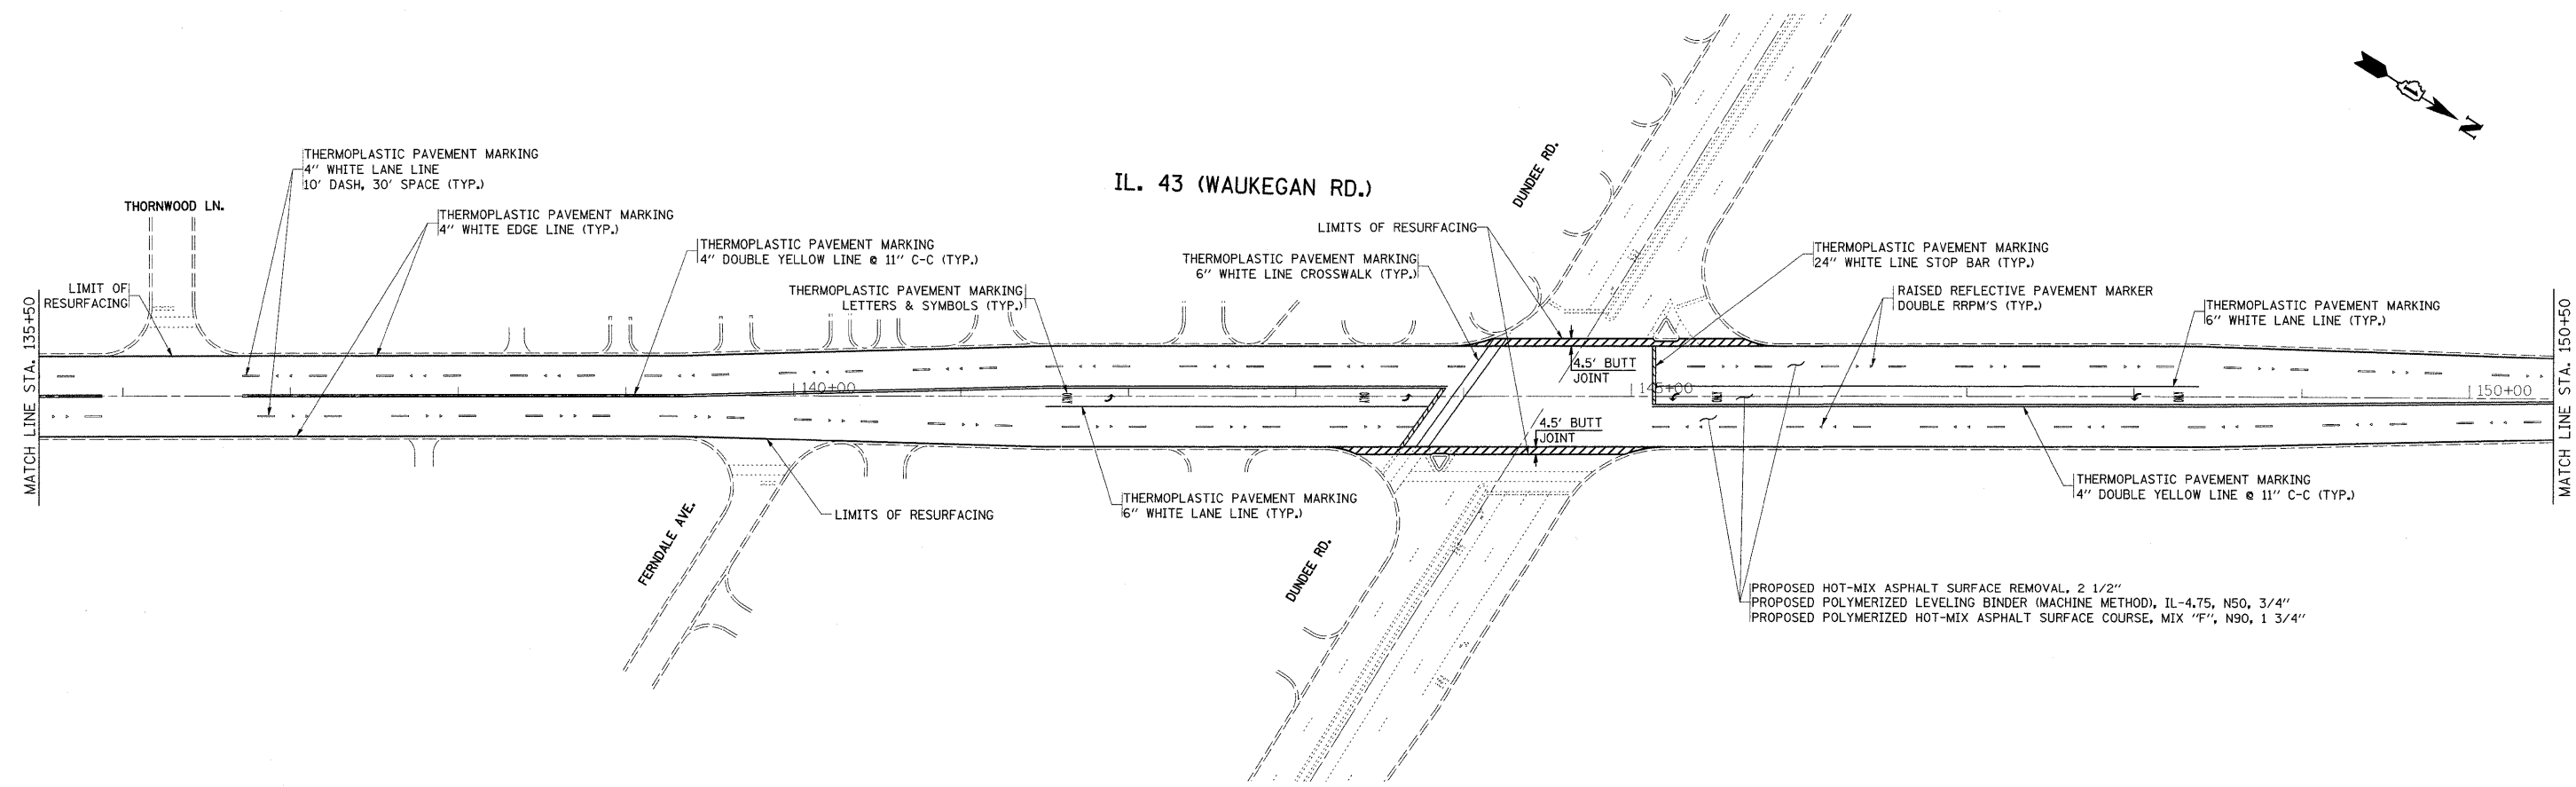 IL. 43 (WAUKEGAN RD.)
THERMOPLASTIC PAVEMENT MARKING
4" WHITE LANE LINE
10' DASH, 30' SPACE (TYP.)
THORNWOOD LN.
THERMOPLASTIC PAVEMENT MARKING
4" WHITE EDGE LINE (TYP.)
THERMOPLASTIC PAVEMENT MARKING
4" DOUBLE YELLOW LINE @ 11" C-C (TYP.)
LIMIT OF
RESURFACING
THERMOPLASTIC PAVEMENT MARKING
LETTERS & SYMBOLS (TYP.)
LIMITS OF RESURFACING
THERMOPLASTIC PAVEMENT MARKING
6" WHITE LINE CROSSWALK (TYP.)
DUNDEE RD.
THERMOPLASTIC PAVEMENT MARKING
24" WHITE LINE STOP BAR (TYP.)
RAISED REFLECTIVE PAVEMENT MARKER
DOUBLE RRPM'S (TYP.)
THERMOPLASTIC PAVEMENT MARKING
6" WHITE LANE LINE (TYP.)
N
MATCH LINE STA. 135+50
140+00
ONLY
ONLY
4.5' BUTT
JOINT
4.5' BUTT
JOINT
145+00
ONLY
ONLY
150+00
MATCH LINE STA. 150+50
FERNDALE AVE.
LIMITS OF RESURFACING
THERMOPLASTIC PAVEMENT MARKING
6" WHITE LANE LINE (TYP.)
DUNDEE RD.
THERMOPLASTIC PAVEMENT MARKING
4" DOUBLE YELLOW LINE @ 11" C-C (TYP.)
PROPOSED HOT-MIX ASPHALT SURFACE REMOVAL, 2 1/2"
PROPOSED POLYMERIZED LEVELING BINDER (MACHINE METHOD), IL-4.75, N50, 3/4"
PROPOSED POLYMERIZED HOT-MIX ASPHALT SURFACE COURSE, MIX "F", N90, 1 3/4"